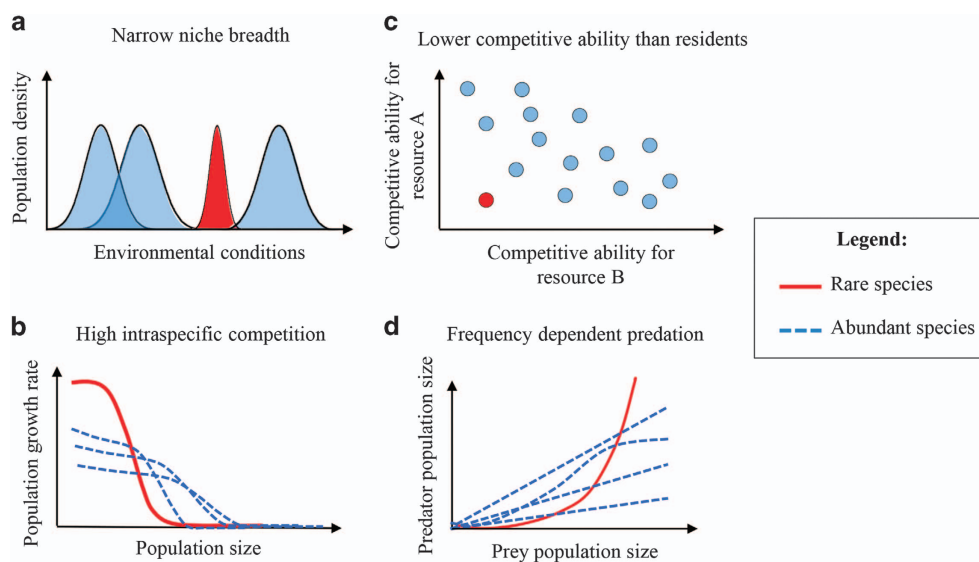 a
Narrow niche breadth
Population density
Environmental conditions
b
High intraspecific competition
Population growth rate
Population size
c
Lower competitive ability than residents
Competitive ability for
resource A
Competitive ability for
resource B
d
Frequency dependent predation
Predator population size
Prey population size
Legend:
Rare species
Abundant species